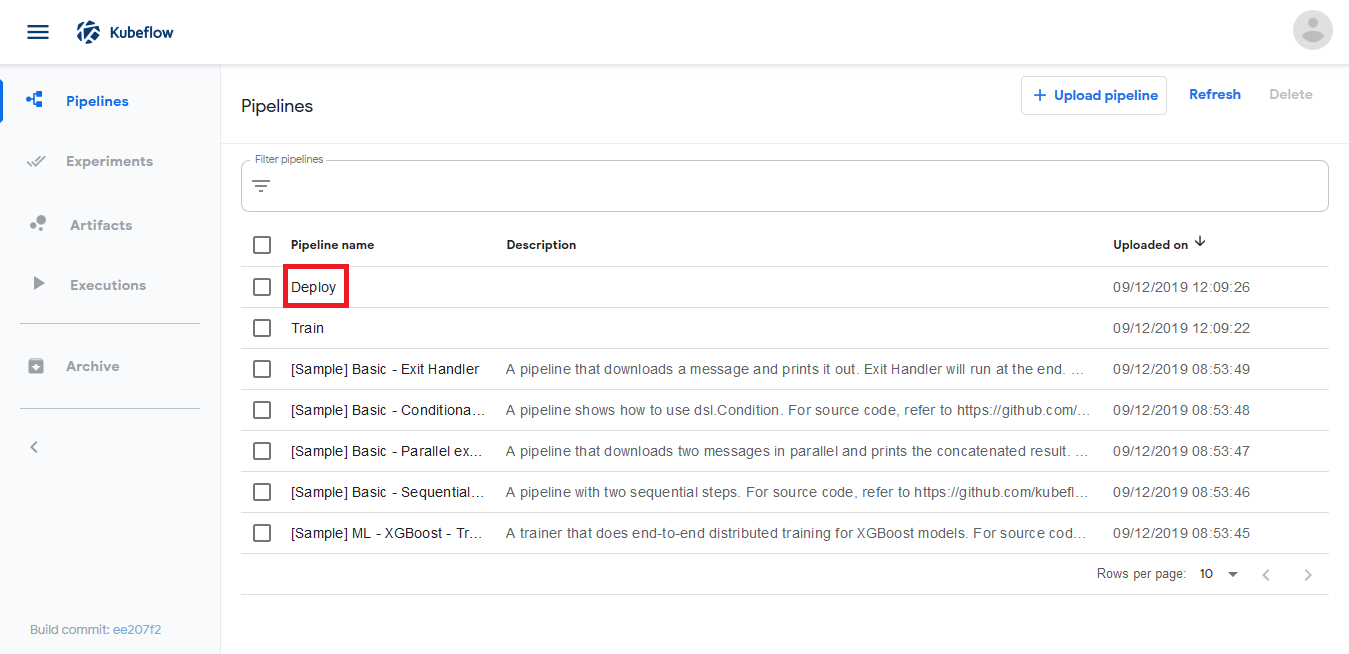 Kubeflow
Pipelines
Experiments
Artifacts
Executions
Archive
Build commit: ee207f2
Pipelines
+ Upload pipeline Refresh Delete
Filter pipelines
Pipeline name Description Uploaded on
Deploy 09/12/2019 12:09:26
Train 09/12/2019 12:09:22
[Sample] Basic - Exit Handler A pipeline that downloads a message and prints it out. Exit Handler will run at the end. ... 09/12/2019 08:53:49
[Sample] Basic - Conditiona... A pipeline shows how to use dsl.Condition. For source code, refer to https://github.com/... 09/12/2019 08:53:48
[Sample] Basic - Parallel ex... A pipeline that downloads two messages in parallel and prints the concatenated result. ... 09/12/2019 08:53:47
[Sample] Basic - Sequential... A pipeline with two sequential steps. For source code, refer to https://github.com/kubefl... 09/12/2019 08:53:46
[Sample] ML - XGBoost - Tr... A trainer that does end-to-end distributed training for XGBoost models. For source cod... 09/12/2019 08:53:45
Rows per page: 10